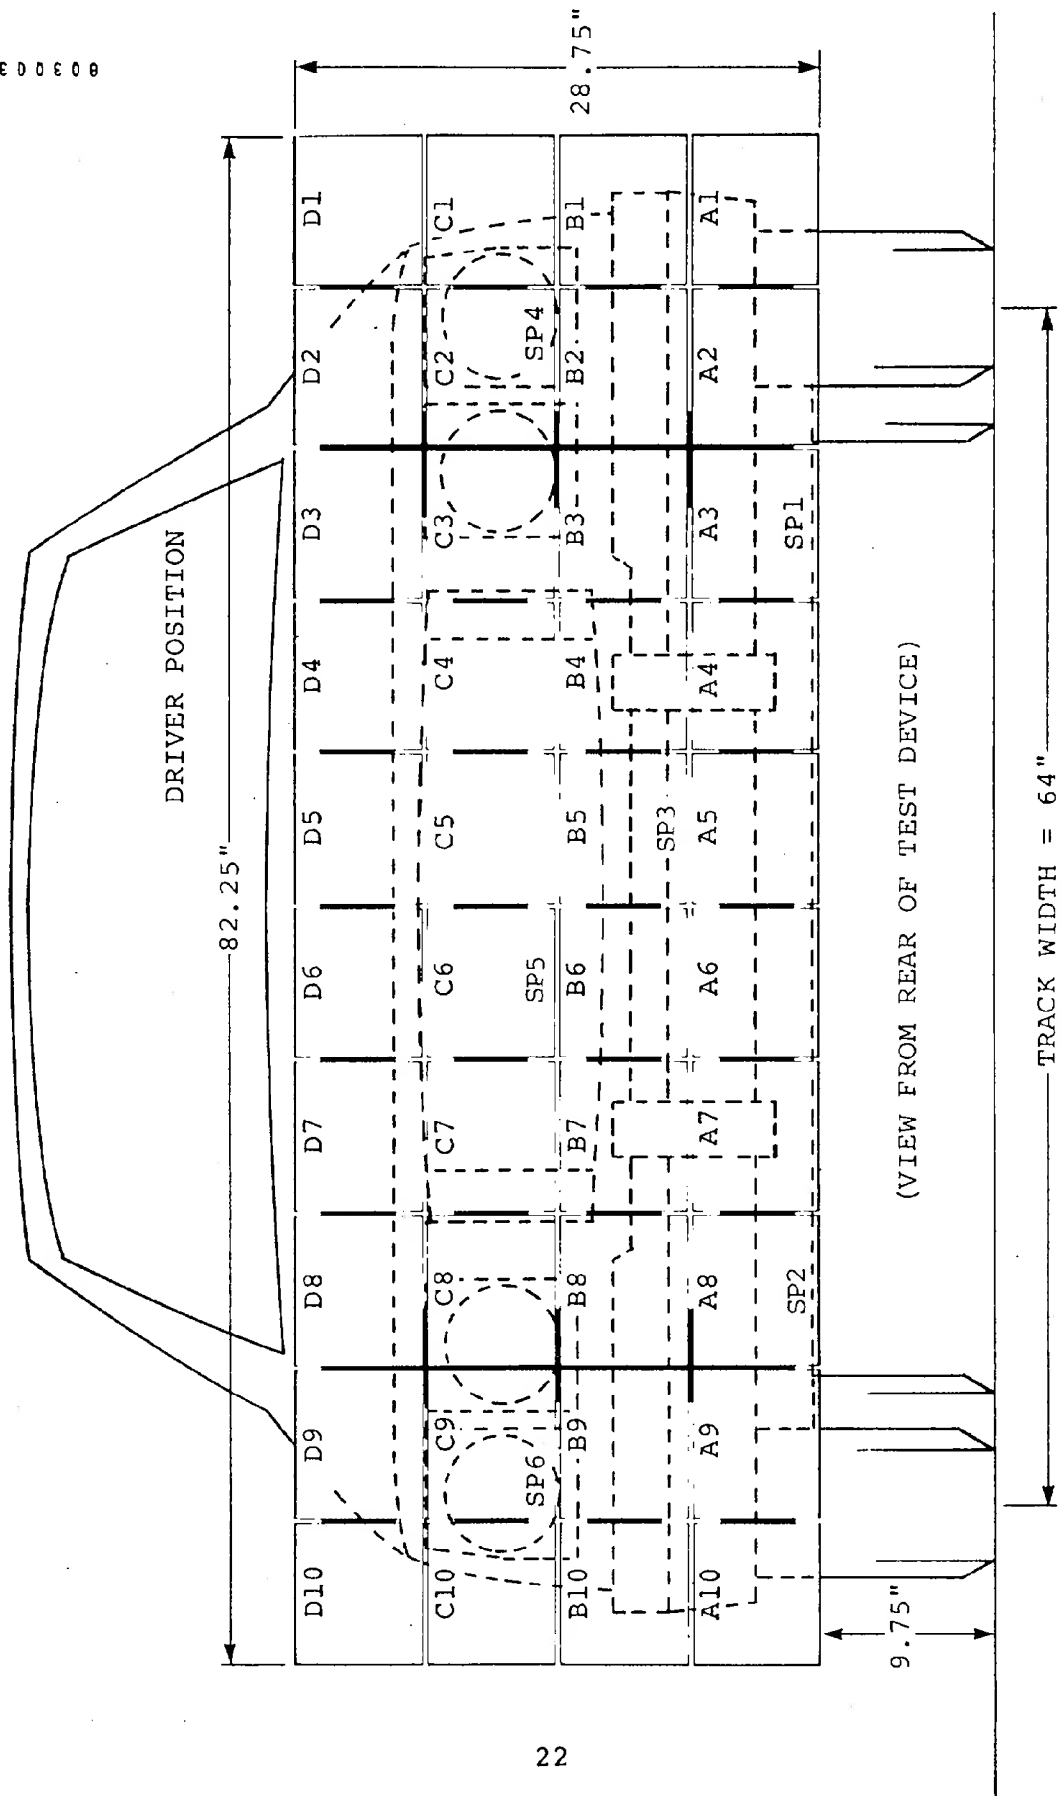 DRIVER POSITION
82.25"
D10 D9 D8 D7 D6 D5 D4 D3 D2 D1
C10 C9 C8 C7 C6 C5 C4 C3 C2 C1
SP6 SP5 SP4
28.75"
B10 B9 B8 B7 B6 B5 B4 B3 B2 B1
SP3
A10 A9 A8 A7 A6 A5 A4 A3 A2 A1
SP2 SP1
9.75"
(VIEW FROM REAR OF TEST DEVICE)
TRACK WIDTH = 64"
22